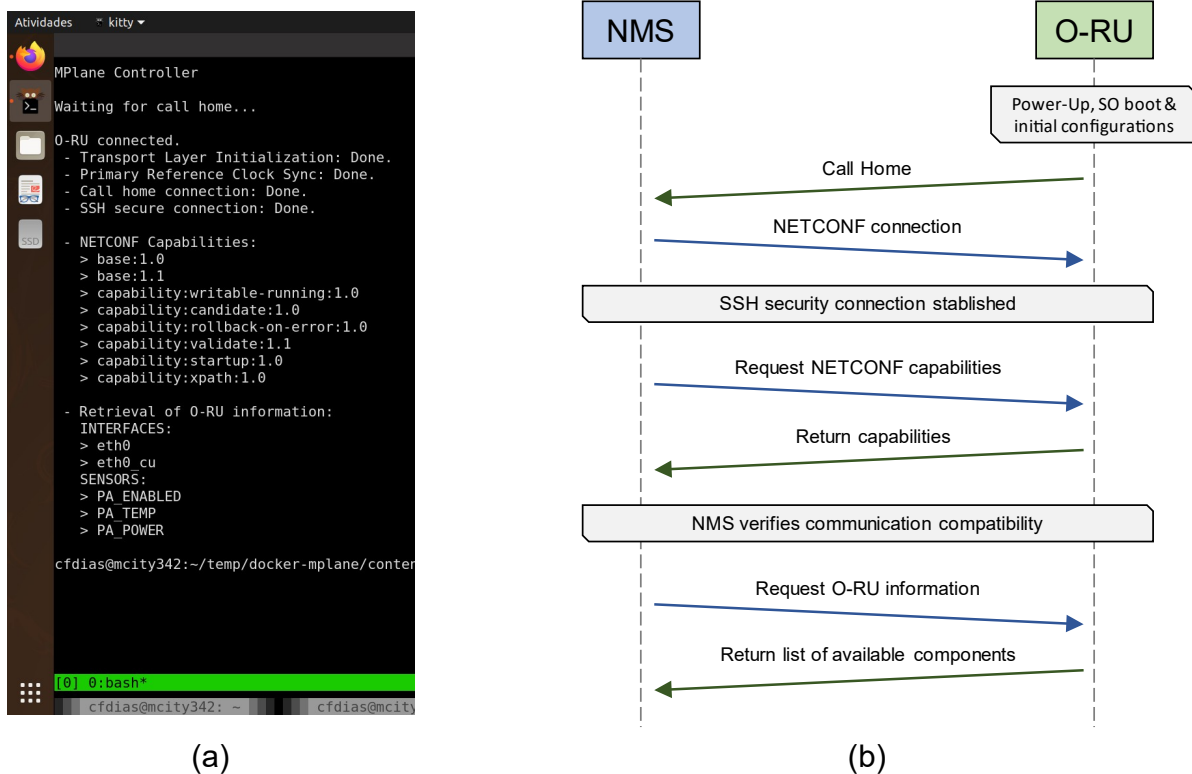 Atividades kitty
MPlane Controller
Waiting for call home...
O-RU connected.
- Transport Layer Initialization: Done.
- Primary Reference Clock Sync: Done.
- Call home connection: Done.
- SSH secure connection: Done.
- NETCONF Capabilities:
> base:1.0
> base:1.1
> capability:writable-running:1.0
> capability:candidate:1.0
> capability:rollback-on-error:1.0
> capability:validate:1.1
> capability:startup:1.0
> capability:xpath:1.0
- Retrieval of O-RU information:
INTERFACES:
> eth0
> eth0_cu
SENSORS:
> PA_ENABLED
> PA_TEMP
> PA_POWER
cfdias@mcity342:~/temp/docker-mplane/conten
SSD
[0] 0:bash*
cfdias@mcity342: ~ cfdias@mcity
(a)
NMS O-RU
Power-Up, SO boot &
initial configurations
Call Home
NETCONF connection
SSH security connection stablished
Request NETCONF capabilities
Return capabilities
NMS verifies communication compatibility
Request O-RU information
Return list of available components
(b)